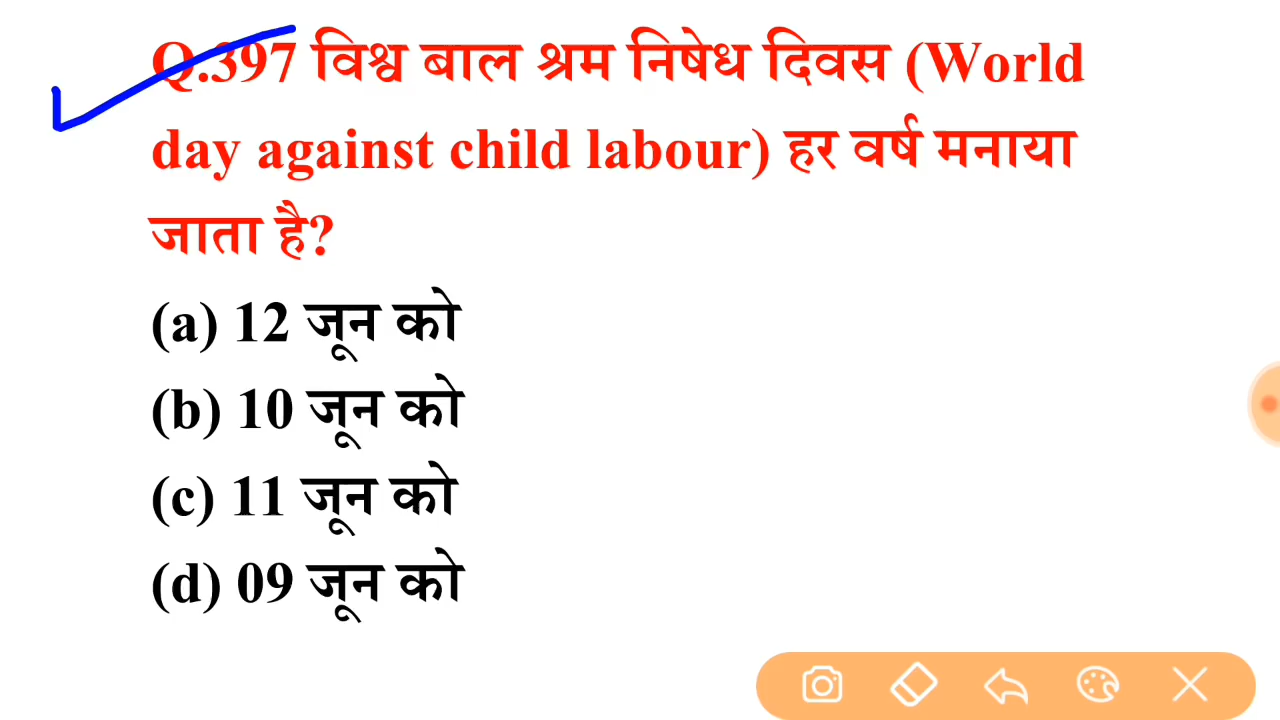 Q.397 विश्व बाल श्रम निषेध दिवस (World
day against child labour) हर वर्ष मनाया
जाता है?
(a) 12 जून को
(b) 10 जून को
(c) 11 जून को
(d) 09 जून को